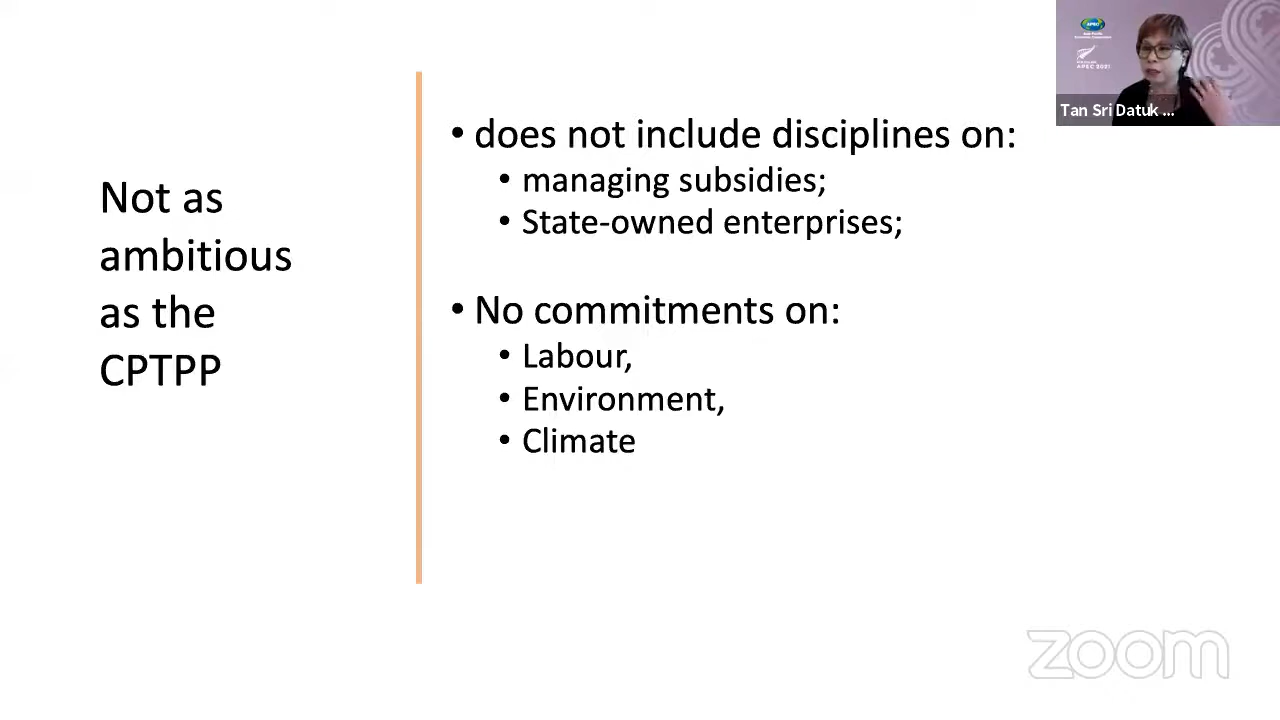 Not as
ambitious
as the
CPTPP
• does not include disciplines on:
• managing subsidies;
• State-owned enterprises;
• No commitments on:
• Labour,
• Environment,
• Climate
APEC
APEC 2021
Tan Sri Datuk ...
zoom